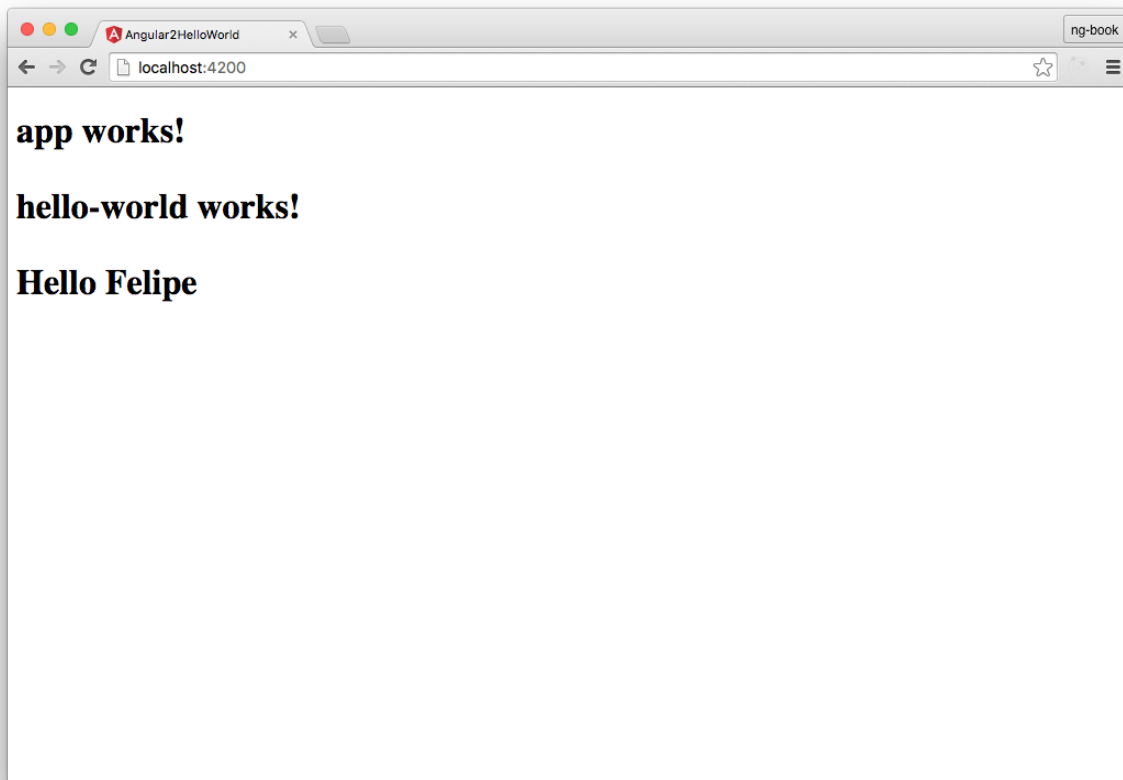 Angular2HelloWorld
ng-book
localhost:4200
app works!
hello-world works!
Hello Felipe